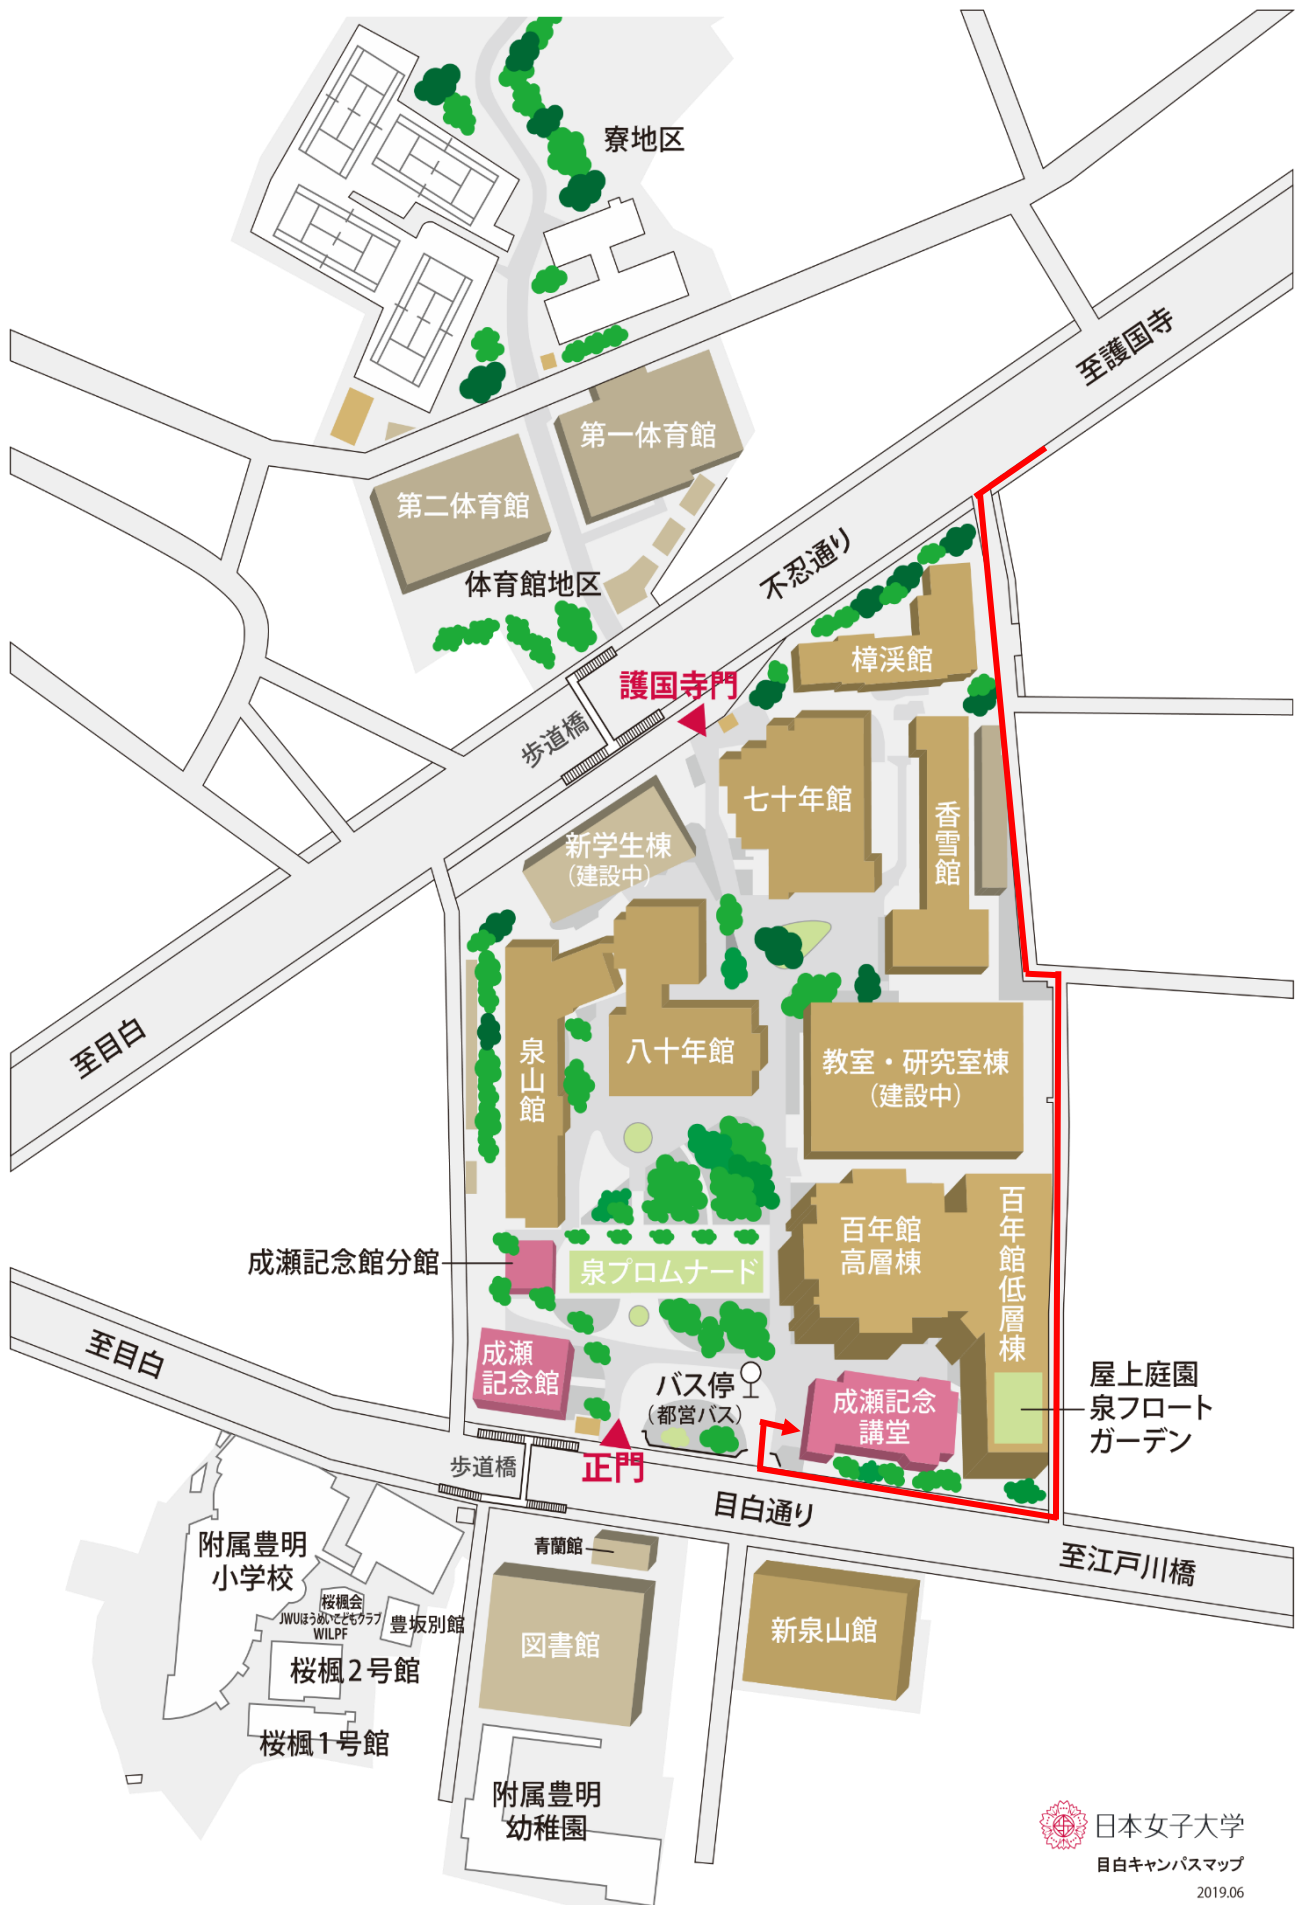 寮地区
至護国寺
第一体育館
第二体育館
不忍通り
体育館地区
樟渓館
護国寺門
歩道橋
七十年館
香雪館
新学生棟
（建設中）
至目白
泉山館
八十年館
教室・研究室棟
（建設中）
百年館
高層棟
百年館低層棟
成瀬記念館分館
泉プロムナード
至目白
成瀬
記念館
バス停
（都営バス）
成瀬記念
講堂
屋上庭園
泉フロート
ガーデン
正門
歩道橋
目白通り
至江戸川橋
附属豊明
小学校
青蘭館
桜楓会
JWUほうめいこどもクラブ
WILPF
豊坂別館
図書館
新泉山館
桜楓2号館
桜楓1号館
附属豊明
幼稚園
日本女子大学
目白キャンパスマップ
2019.06